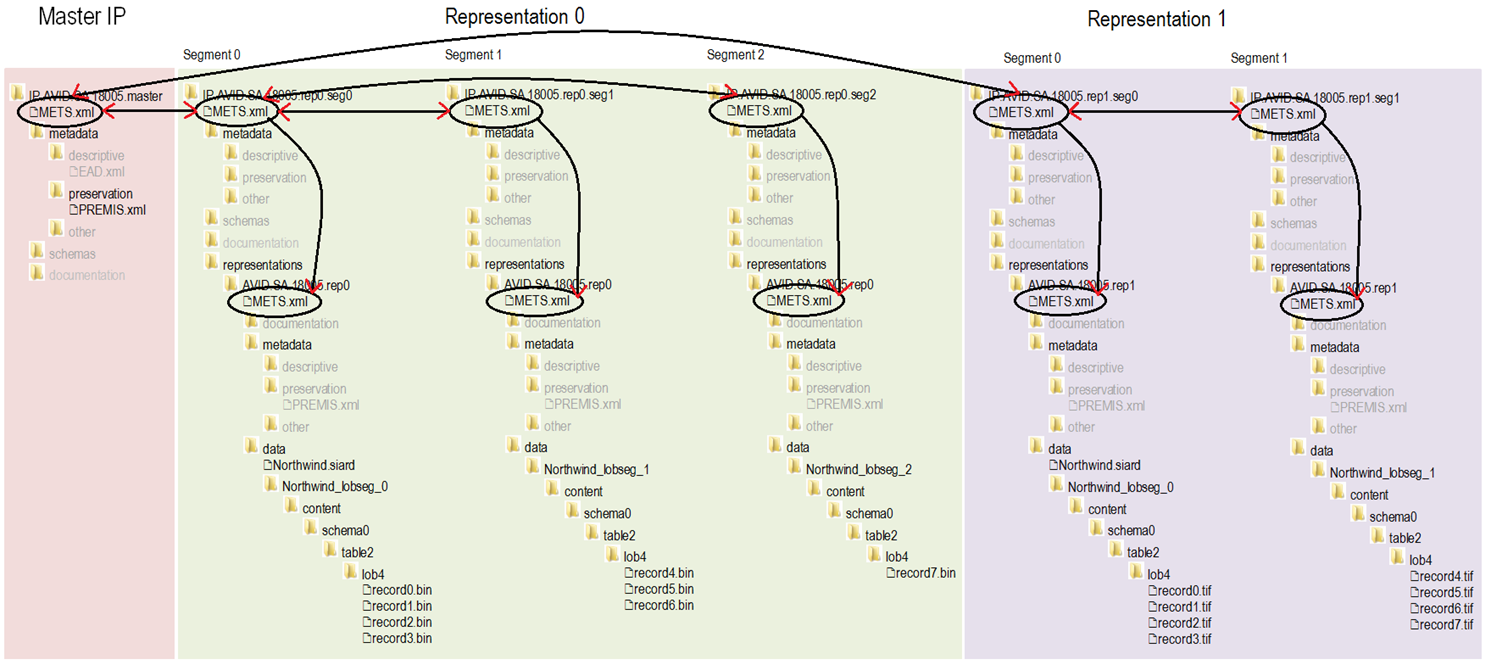 Master IP
Representation 0
Representation 1
Segment 0
Segment 1
Segment 2
Segment 0
Segment 1
IP.AVID.SA.18005.master
METS.xml
metadata
descriptive
EAD.xml
preservation
PREMIS.xml
other
schemas
documentation
IP.AVID.SA.18005.rep0.seg0
METS.xml
metadata
descriptive
preservation
other
schemas
documentation
representations
AVID.SA.18005.rep0
METS.xml
documentation
metadata
descriptive
preservation
PREMIS.xml
other
data
Northwind.siard
Northwind_lobseg_0
content
schema0
table2
lob4
record0.bin
record1.bin
record2.bin
record3.bin
IP.AVID.SA.18005.rep0.seg1
METS.xml
metadata
descriptive
preservation
other
schemas
documentation
representations
AVID.SA.18005.rep0
METS.xml
documentation
metadata
descriptive
preservation
PREMIS.xml
other
data
Northwind_lobseg_1
content
schema0
table2
lob4
record4.bin
record5.bin
record6.bin
IP.AVID.SA.18005.rep0.seg2
METS.xml
metadata
descriptive
preservation
other
schemas
documentation
representations
AVID.SA.18005.rep0
METS.xml
documentation
metadata
descriptive
preservation
PREMIS.xml
other
data
Northwind_lobseg_2
content
schema0
table2
lob4
record7.bin
IP.AVID.SA.18005.rep1.seg0
METS.xml
metadata
descriptive
preservation
other
schemas
documentation
representations
AVID.SA.18005.rep1
METS.xml
documentation
metadata
descriptive
preservation
PREMIS.xml
other
data
Northwind.siard
Northwind_lobseg_0
content
schema0
table2
lob4
record0.tif
record1.tif
record2.tif
record3.tif
IP.AVID.SA.18005.rep1.seg1
METS.xml
metadata
descriptive
preservation
other
schemas
documentation
representations
AVID.SA.18005.rep1
METS.xml
documentation
metadata
descriptive
preservation
PREMIS.xml
other
data
Northwind_lobseg_1
content
schema0
table2
lob4
record4.tif
record5.tif
record6.tif
record7.tif